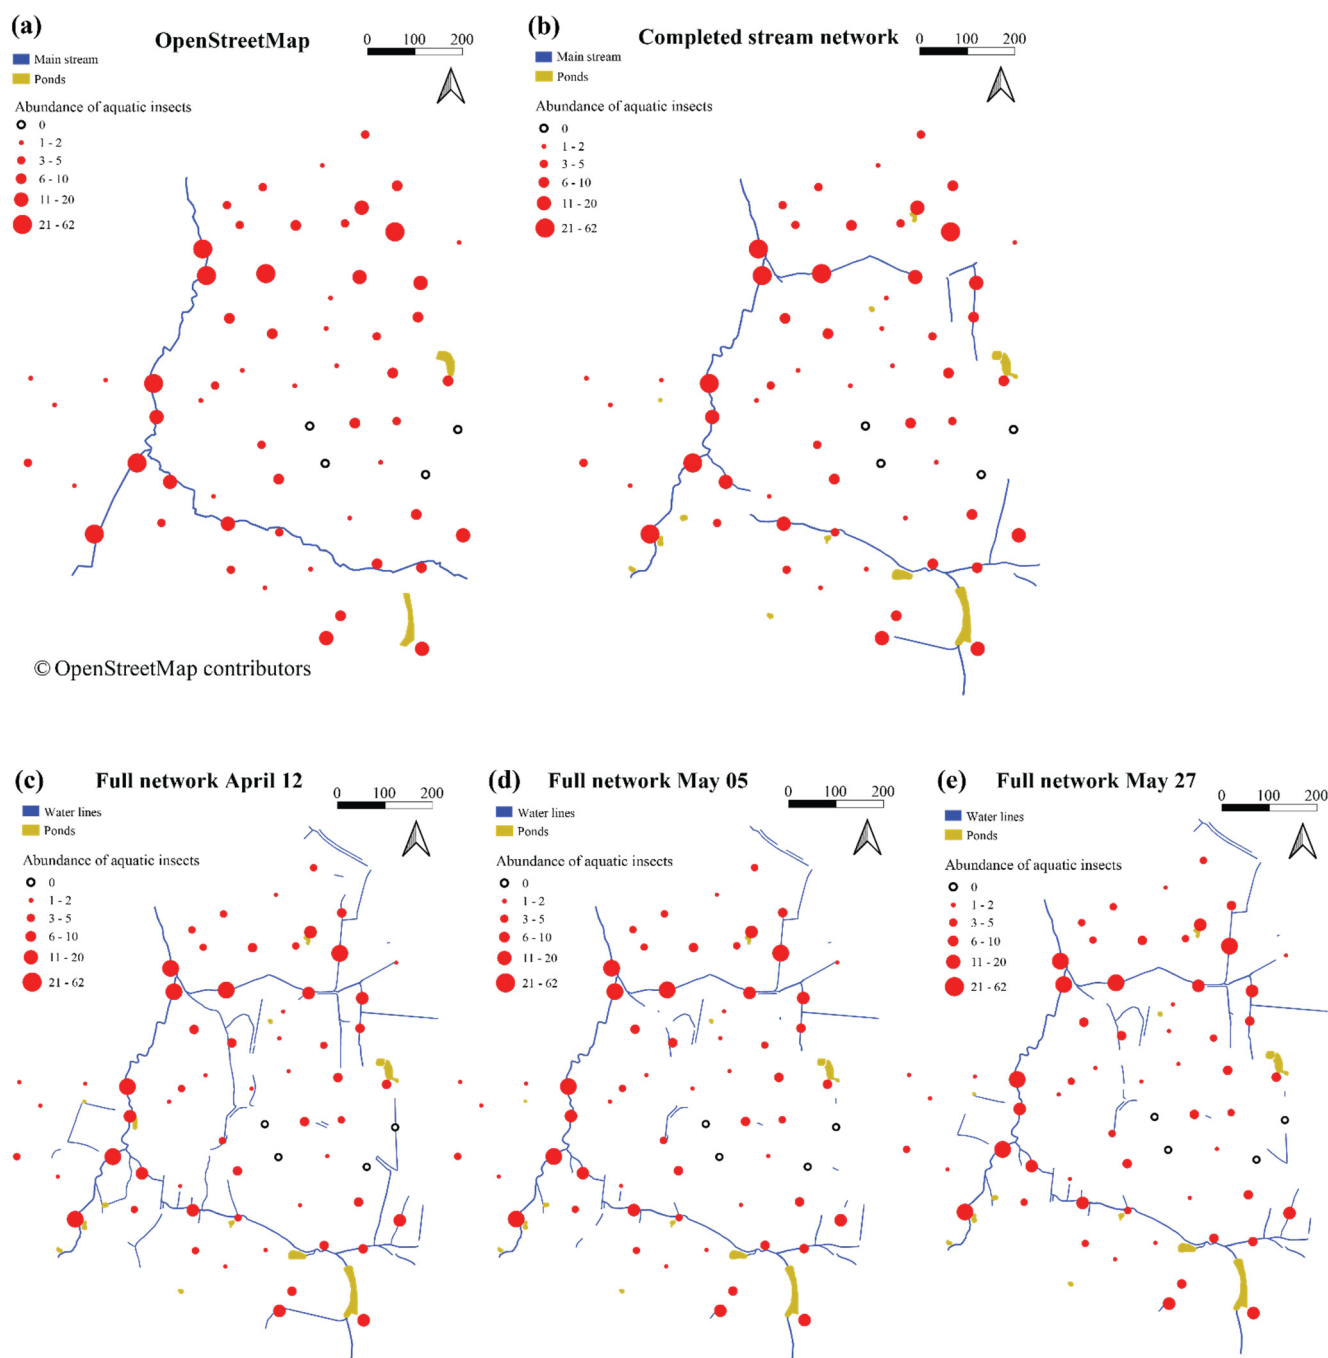 (a)
OpenStreetMap
0 100 200
Main stream
Ponds
Abundance of aquatic insects
0
1 - 2
3 - 5
6 - 10
11 - 20
21 - 62
© OpenStreetMap contributors
(b)
Completed stream network
0 100 200
Main stream
Ponds
Abundance of aquatic insects
0
1 - 2
3 - 5
6 - 10
11 - 20
21 - 62
(c)
Full network April 12
0 100 200
Water lines
Ponds
Abundance of aquatic insects
0
1 - 2
3 - 5
6 - 10
11 - 20
21 - 62
(d)
Full network May 05
0 100 200
Water lines
Ponds
Abundance of aquatic insects
0
1 - 2
3 - 5
6 - 10
11 - 20
21 - 62
(e)
Full network May 27
0 100 200
Water lines
Ponds
Abundance of aquatic insects
0
1 - 2
3 - 5
6 - 10
11 - 20
21 - 62